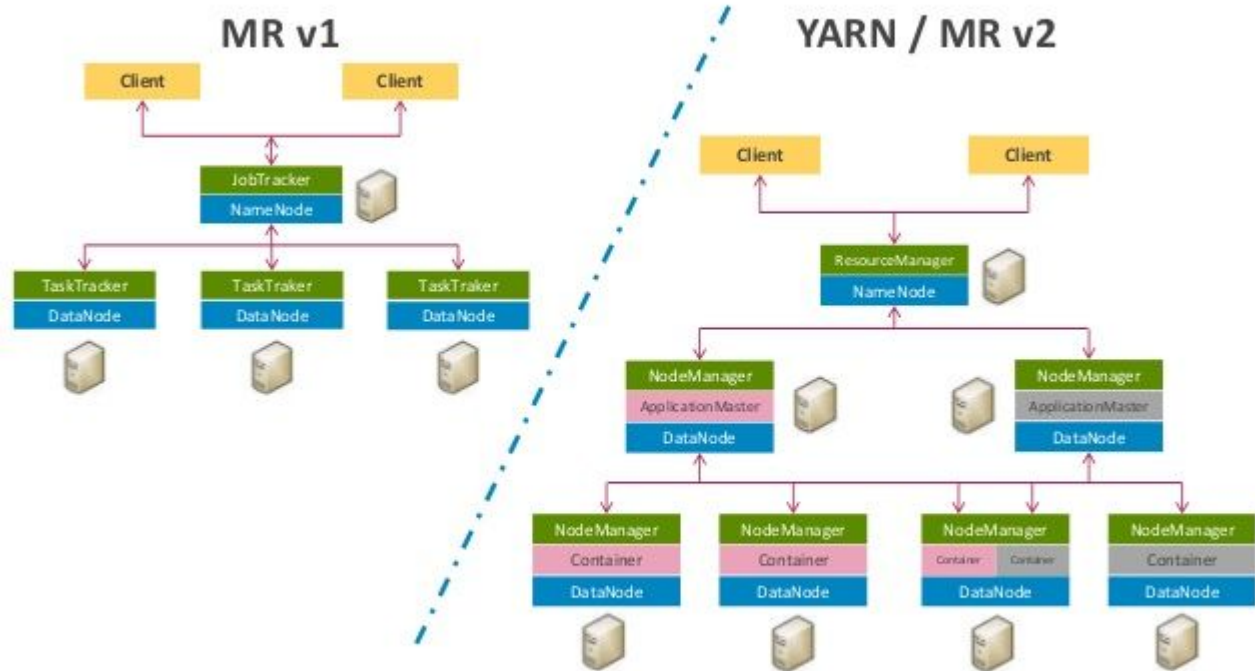 MR v1
Client
Client
JobTracker
NameNode
TaskTracker
DataNode
TaskTraker
DataNode
TaskTraker
DataNode
YARN / MR v2
Client
Client
ResourceManager
NameNode
NodeManager
ApplicationMaster
DataNode
NodeManager
ApplicationMaster
DataNode
NodeManager
Container
DataNode
NodeManager
Container
DataNode
NodeManager
Container Container
DataNode
NodeManager
Container
DataNode